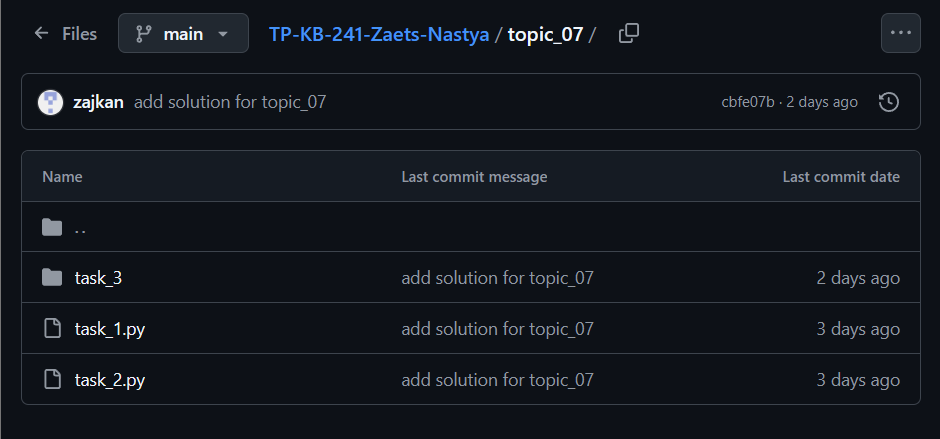 Files main TP-KB-241-Zaets-Nastya / topic_07 /
zajkan add solution for topic_07 cbfe07b · 2 days ago
Name Last commit message Last commit date
..
task_3 add solution for topic_07 2 days ago
task_1.py add solution for topic_07 3 days ago
task_2.py add solution for topic_07 3 days ago